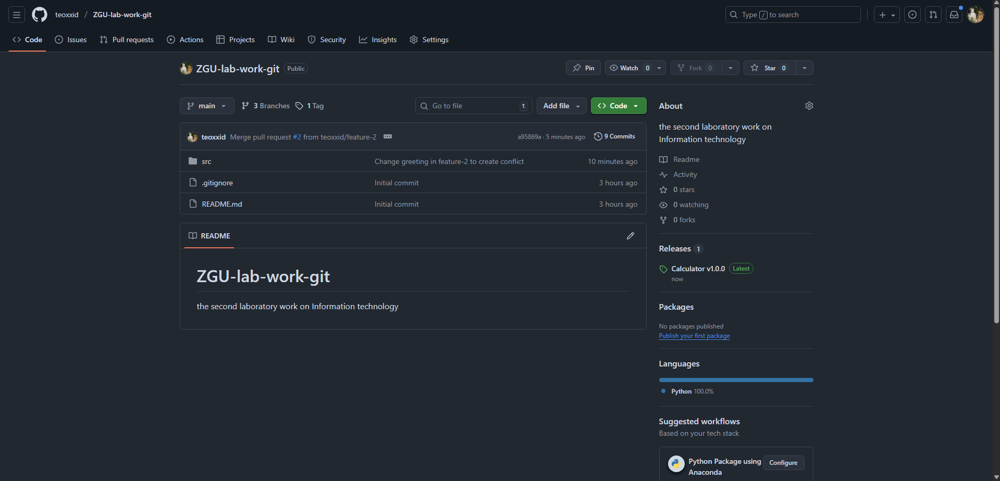 teoxxid / ZGU-lab-work-git
Type / to search
Code Issues Pull requests Actions Projects Wiki Security Insights Settings
ZGU-lab-work-git Public
Pin Watch 0 Fork 0 Star 0
main 3 Branches 1 Tag
Go to file t Add file Code
teoxxid Merge pull request #2 from teoxxid/feature-2
a95869a · 5 minutes ago 9 Commits
src Change greeting in feature-2 to create conflict 10 minutes ago
.gitignore Initial commit 3 hours ago
README.md Initial commit 3 hours ago
README
ZGU-lab-work-git
the second laboratory work on Information technology
About
the second laboratory work on
Information technology
Readme
Activity
0 stars
0 watching
0 forks
Releases 1
Calculator v1.0.0 Latest
now
Packages
No packages published
Publish your first package
Languages
Python 100.0%
Suggested workflows
Based on your tech stack
Python Package using Configure
Anaconda